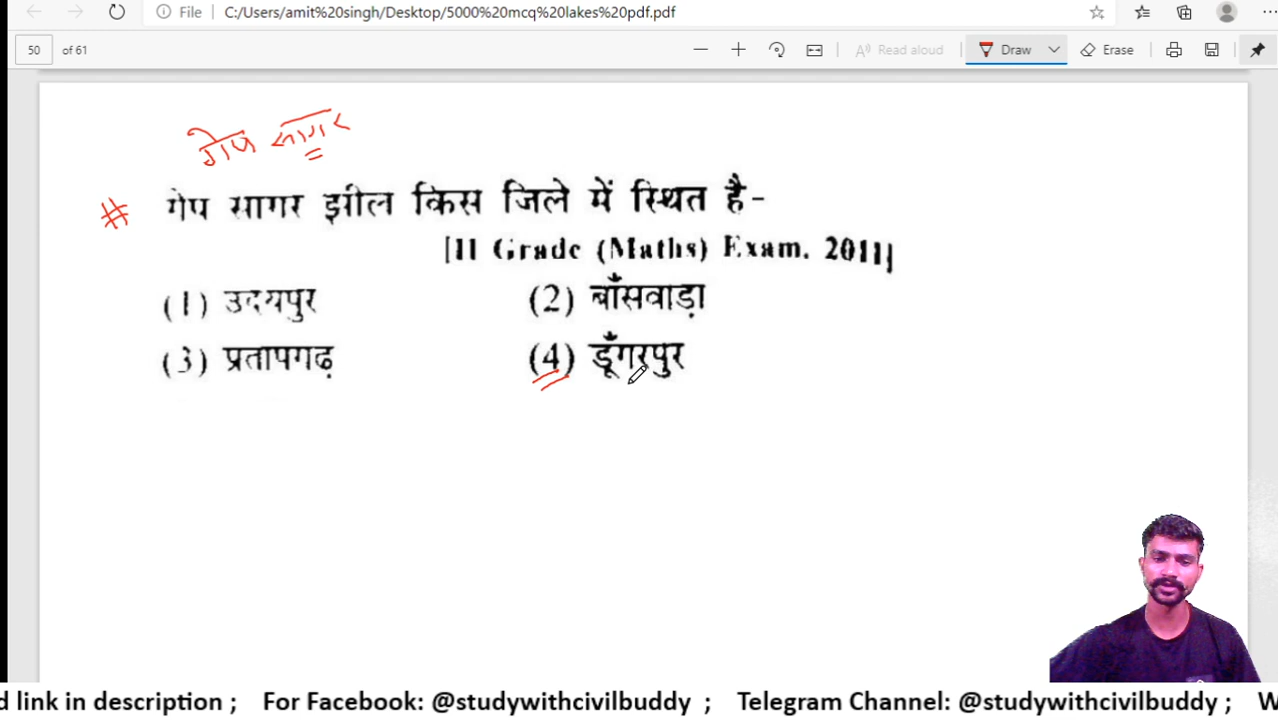 File C:/Users/amit%20singh/Desktop/5000%20mcq%20lakes%20pdf.pdf
50 of 61 Read aloud Draw Erase
गेप सागर
# गेप सागर झील किस जिले में स्थित है-
[II Grade (Maths) Exam. 2011]
(1) उदयपुर (2) बाँसवाड़ा
(3) प्रतापगढ़ (4) डूँगरपुर
d link in description ; For Facebook: @studywithcivilbuddy ; Telegram Channel: @studywithcivilbuddy ; W